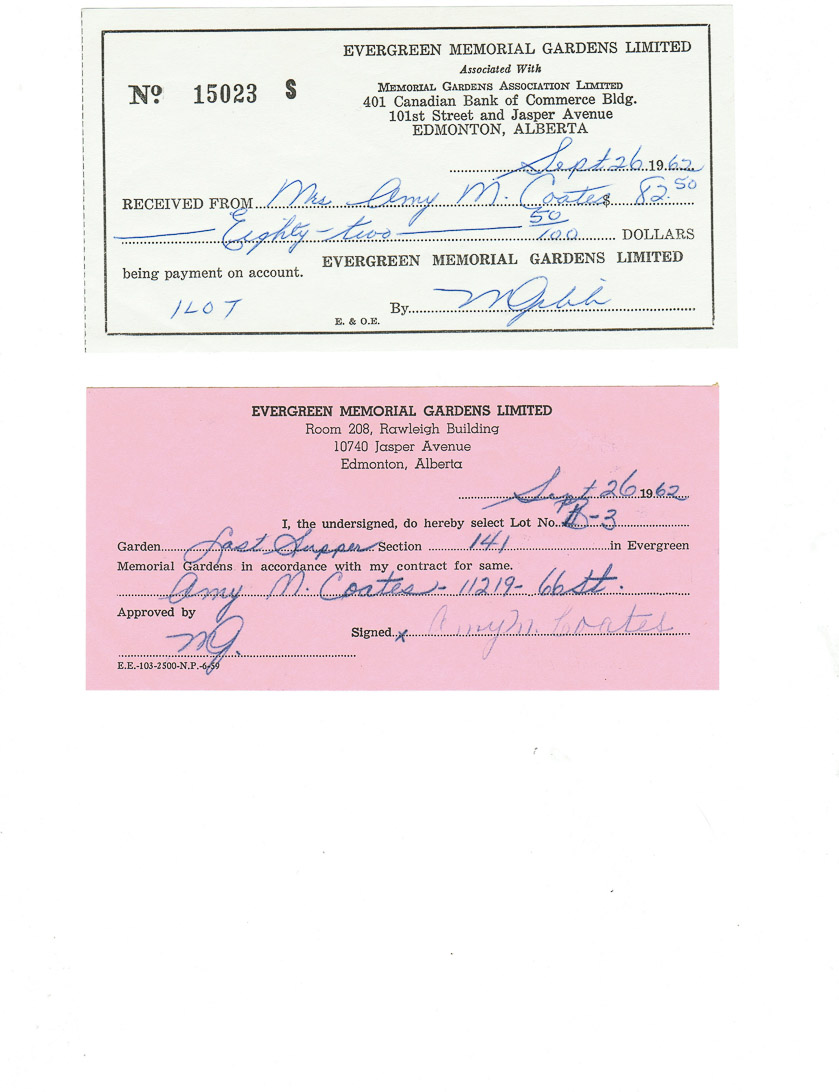 EVERGREEN MEMORIAL GARDENS LIMITED
Associated With
Nº 15023 S
MEMORIAL GARDENS ASSOCIATION LIMITED
401 Canadian Bank of Commerce Bldg.
101st Street and Jasper Avenue
EDMONTON, ALBERTA
Sept 26 1962
RECEIVED FROM Mrs Amy M. Coates $ 82.50
Eighty-two 50/100 DOLLARS
EVERGREEN MEMORIAL GARDENS LIMITED
being payment on account.
1 LOT By
E. & O.E.
EVERGREEN MEMORIAL GARDENS LIMITED
Room 208, Rawleigh Building
10740 Jasper Avenue
Edmonton, Alberta
Sept 26 1962
I, the undersigned, do hereby select Lot No. -3
Garden Last Supper Section 141 in Evergreen
Memorial Gardens in accordance with my contract for same.
Amy M. Coates - 11219 - 66 St.
Approved by
Signed x Amy M. Coates
MG.
E.E.-103-2500-N.P.-6-59